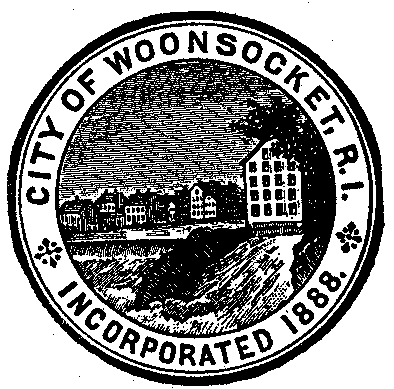 CITY OF WOONSOCKET, R.I.
INCORPORATED 1888.